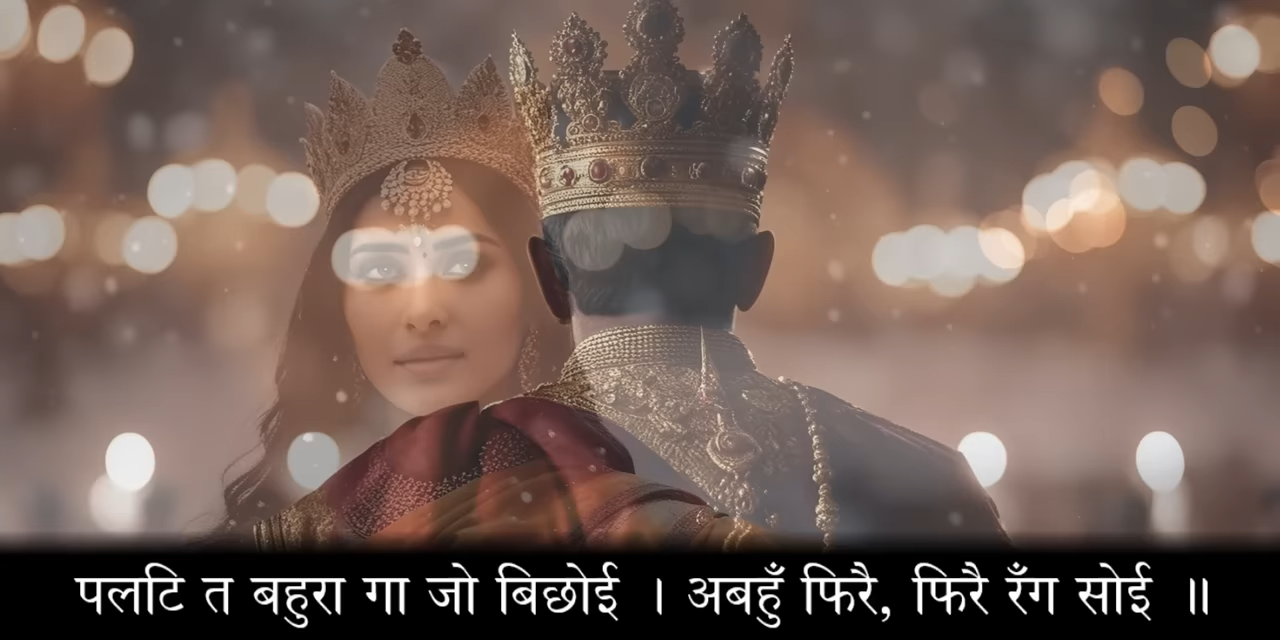 पलटि त बहुरा गा जो बिछोई । अबहुँ फिरै, फिरै रँग सोई ॥